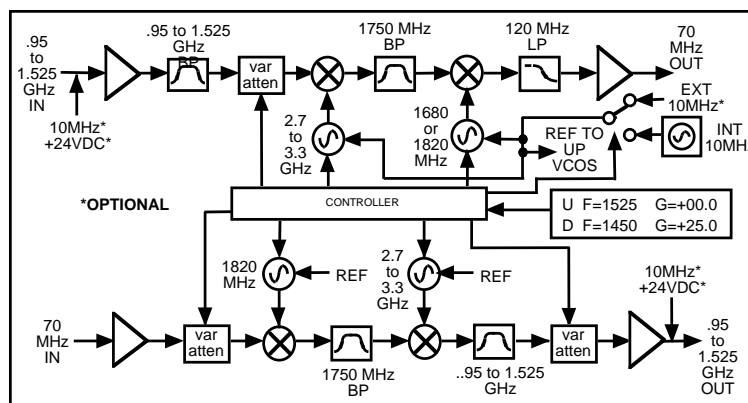 .95
to
1.525
GHz
IN
10MHz*
+24VDC*
.95 to 1.525
GHz
BP
var
atten
2.7
to
3.3
GHz
1750 MHz
BP
1680
or
1820
MHz
120 MHz
LP
70
MHz
OUT
EXT
10MHz*
INT
10MHz
REF TO
UP
VCOS
*OPTIONAL
CONTROLLER
U F=1525 G=+00.0
D F=1450 G=+25.0
1820
MHz
REF
2.7
to
3.3
GHz
REF
10MHz*
+24VDC*
70
MHz
IN
var
atten
1750 MHz
BP
..95 to 1.525
GHz
var
atten
.95
to
1.525
GHz
OUT